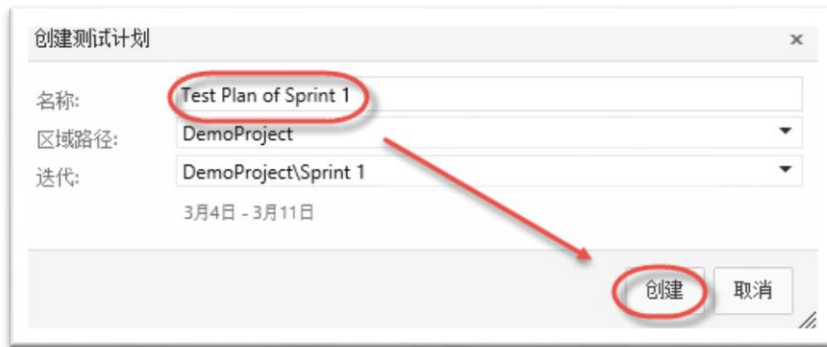 创建测试计划
×
名称: Test Plan of Sprint 1
区域路径: DemoProject
迭代: DemoProject\Sprint 1
3月4日 - 3月11日
创建 取消